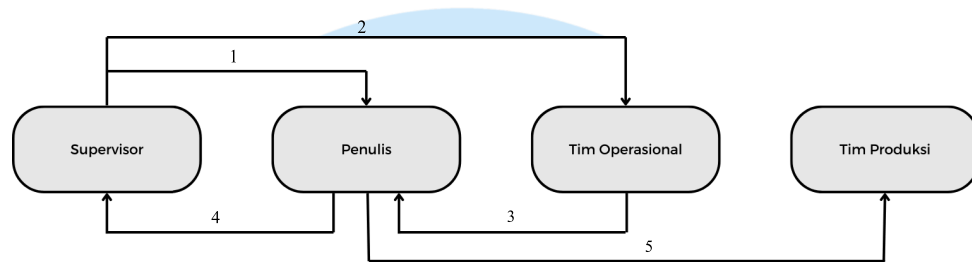 2
1
Supervisor
Penulis
Tim Operasional
Tim Produksi
4
3
5